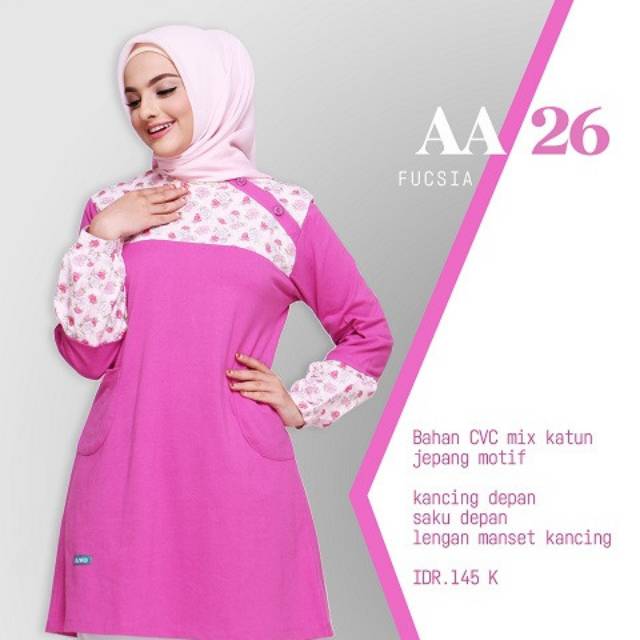 AA/26
FUCSIA
Bahan CVC mix katun
jepang motif
kancing depan
saku depan
lengan manset kancing
IDR.145 K